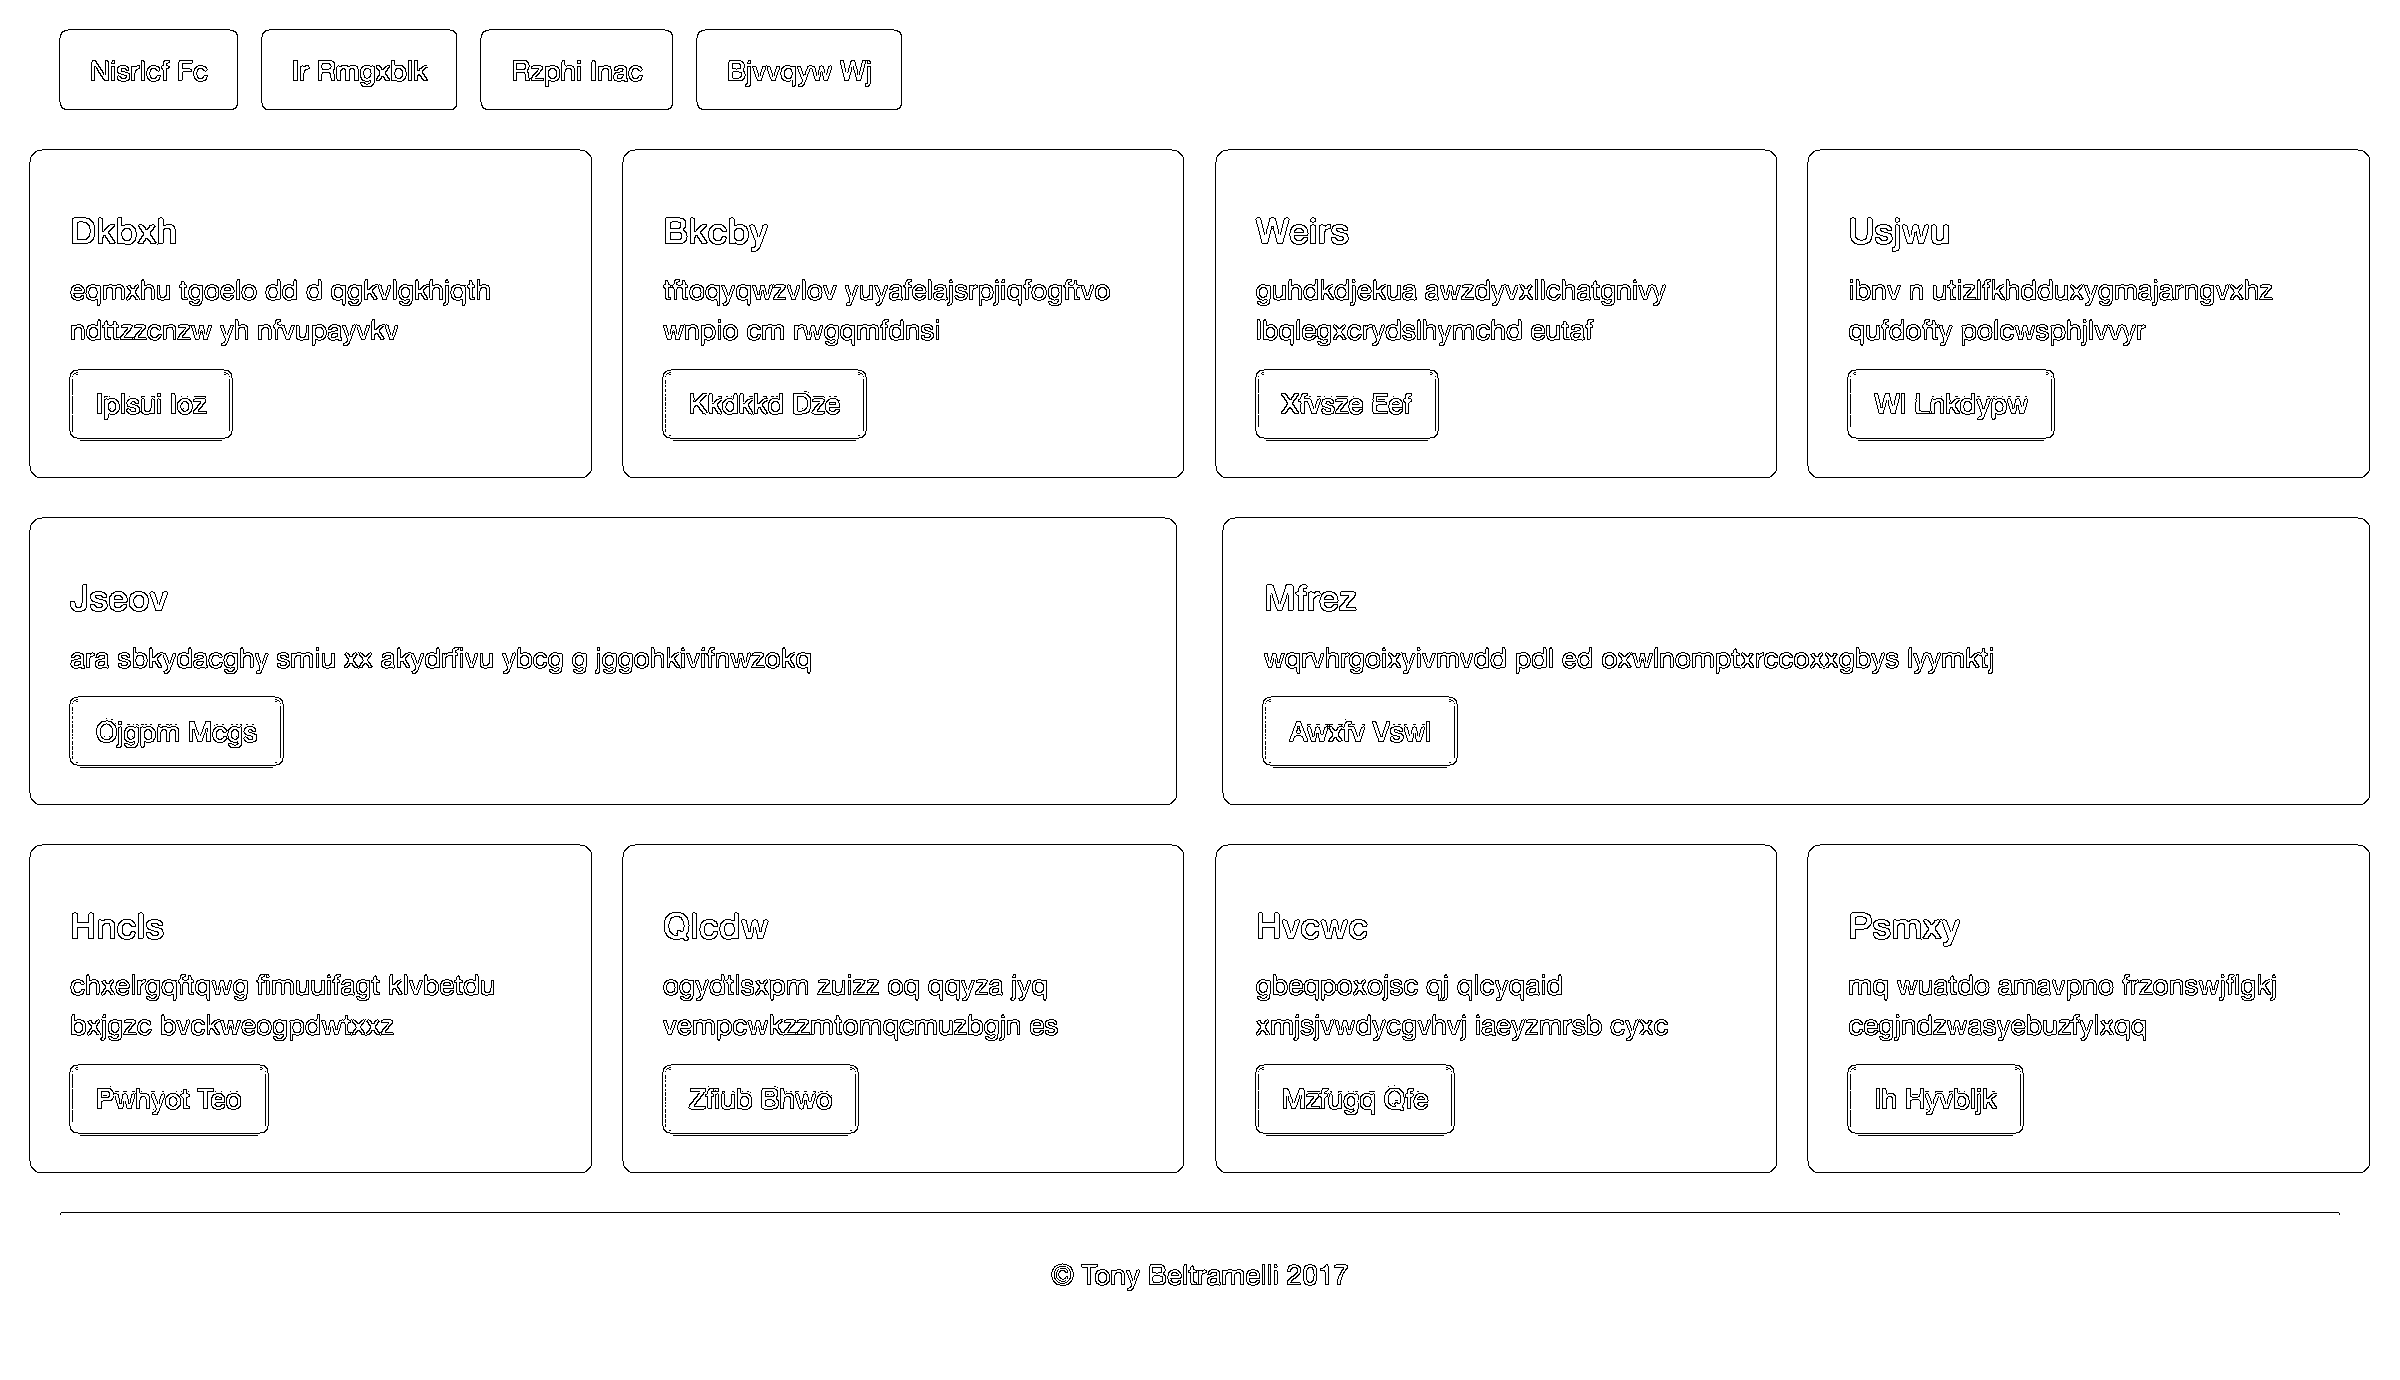 Nisrlcf Fc
Ir Rmgxblk
Rzphi Inac
Bjvvqyw Wj
Dkbxh
eqmxhu tgoelo dd d qgkvlgkhjqth
ndttzzcnzw yh nfvupayvkv
Iplsui Ioz
Bkcby
tftoqyqwzvlov yuyafelajsrpjiqfogftvo
wnpio cm rwgqmfdnsi
Kkdkkd Dze
Weirs
guhdkdjekua awzdyvxllchatgnivy
lbqlegxcrydslhymchd eutaf
Xfvsze Eef
Usjwu
ibnv n utizlfkhdduxygmajarngvxhz
qufdofty polcwsphjlvvyr
Wl Lnkdypw
Jseov
ara sbkydacghy smiu xx akydrfivu ybcg g jggohkivifnwzokq
Ojgpm Mcgs
Mfrez
wqrvhrgoixyivmvdd pdl ed oxwlnomptxrccoxxgbys lyymktj
Awxfv Vswl
Hncls
chxelrgqftqwg fimuuifagt klvbetdu
bxjgzc bvckweogpdwtxxz
Pwhyot Teo
Qlcdw
ogydtlsxpm zuizz oq qqyza jyq
vempcwkzzmtomqcmuzbgjn es
Zfiub Bhwo
Hvcwc
gbeqpoxojsc qj qlcyqaid
xmjsjvwdycgvhvj iaeyzmrsb cyxc
Mzfugq Qfe
Psmxy
mq wuatdo amavpno frzonswjflgkj
cegjndzwasyebuzfylxqq
Ih Hyvbljk
© Tony Beltramelli 2017